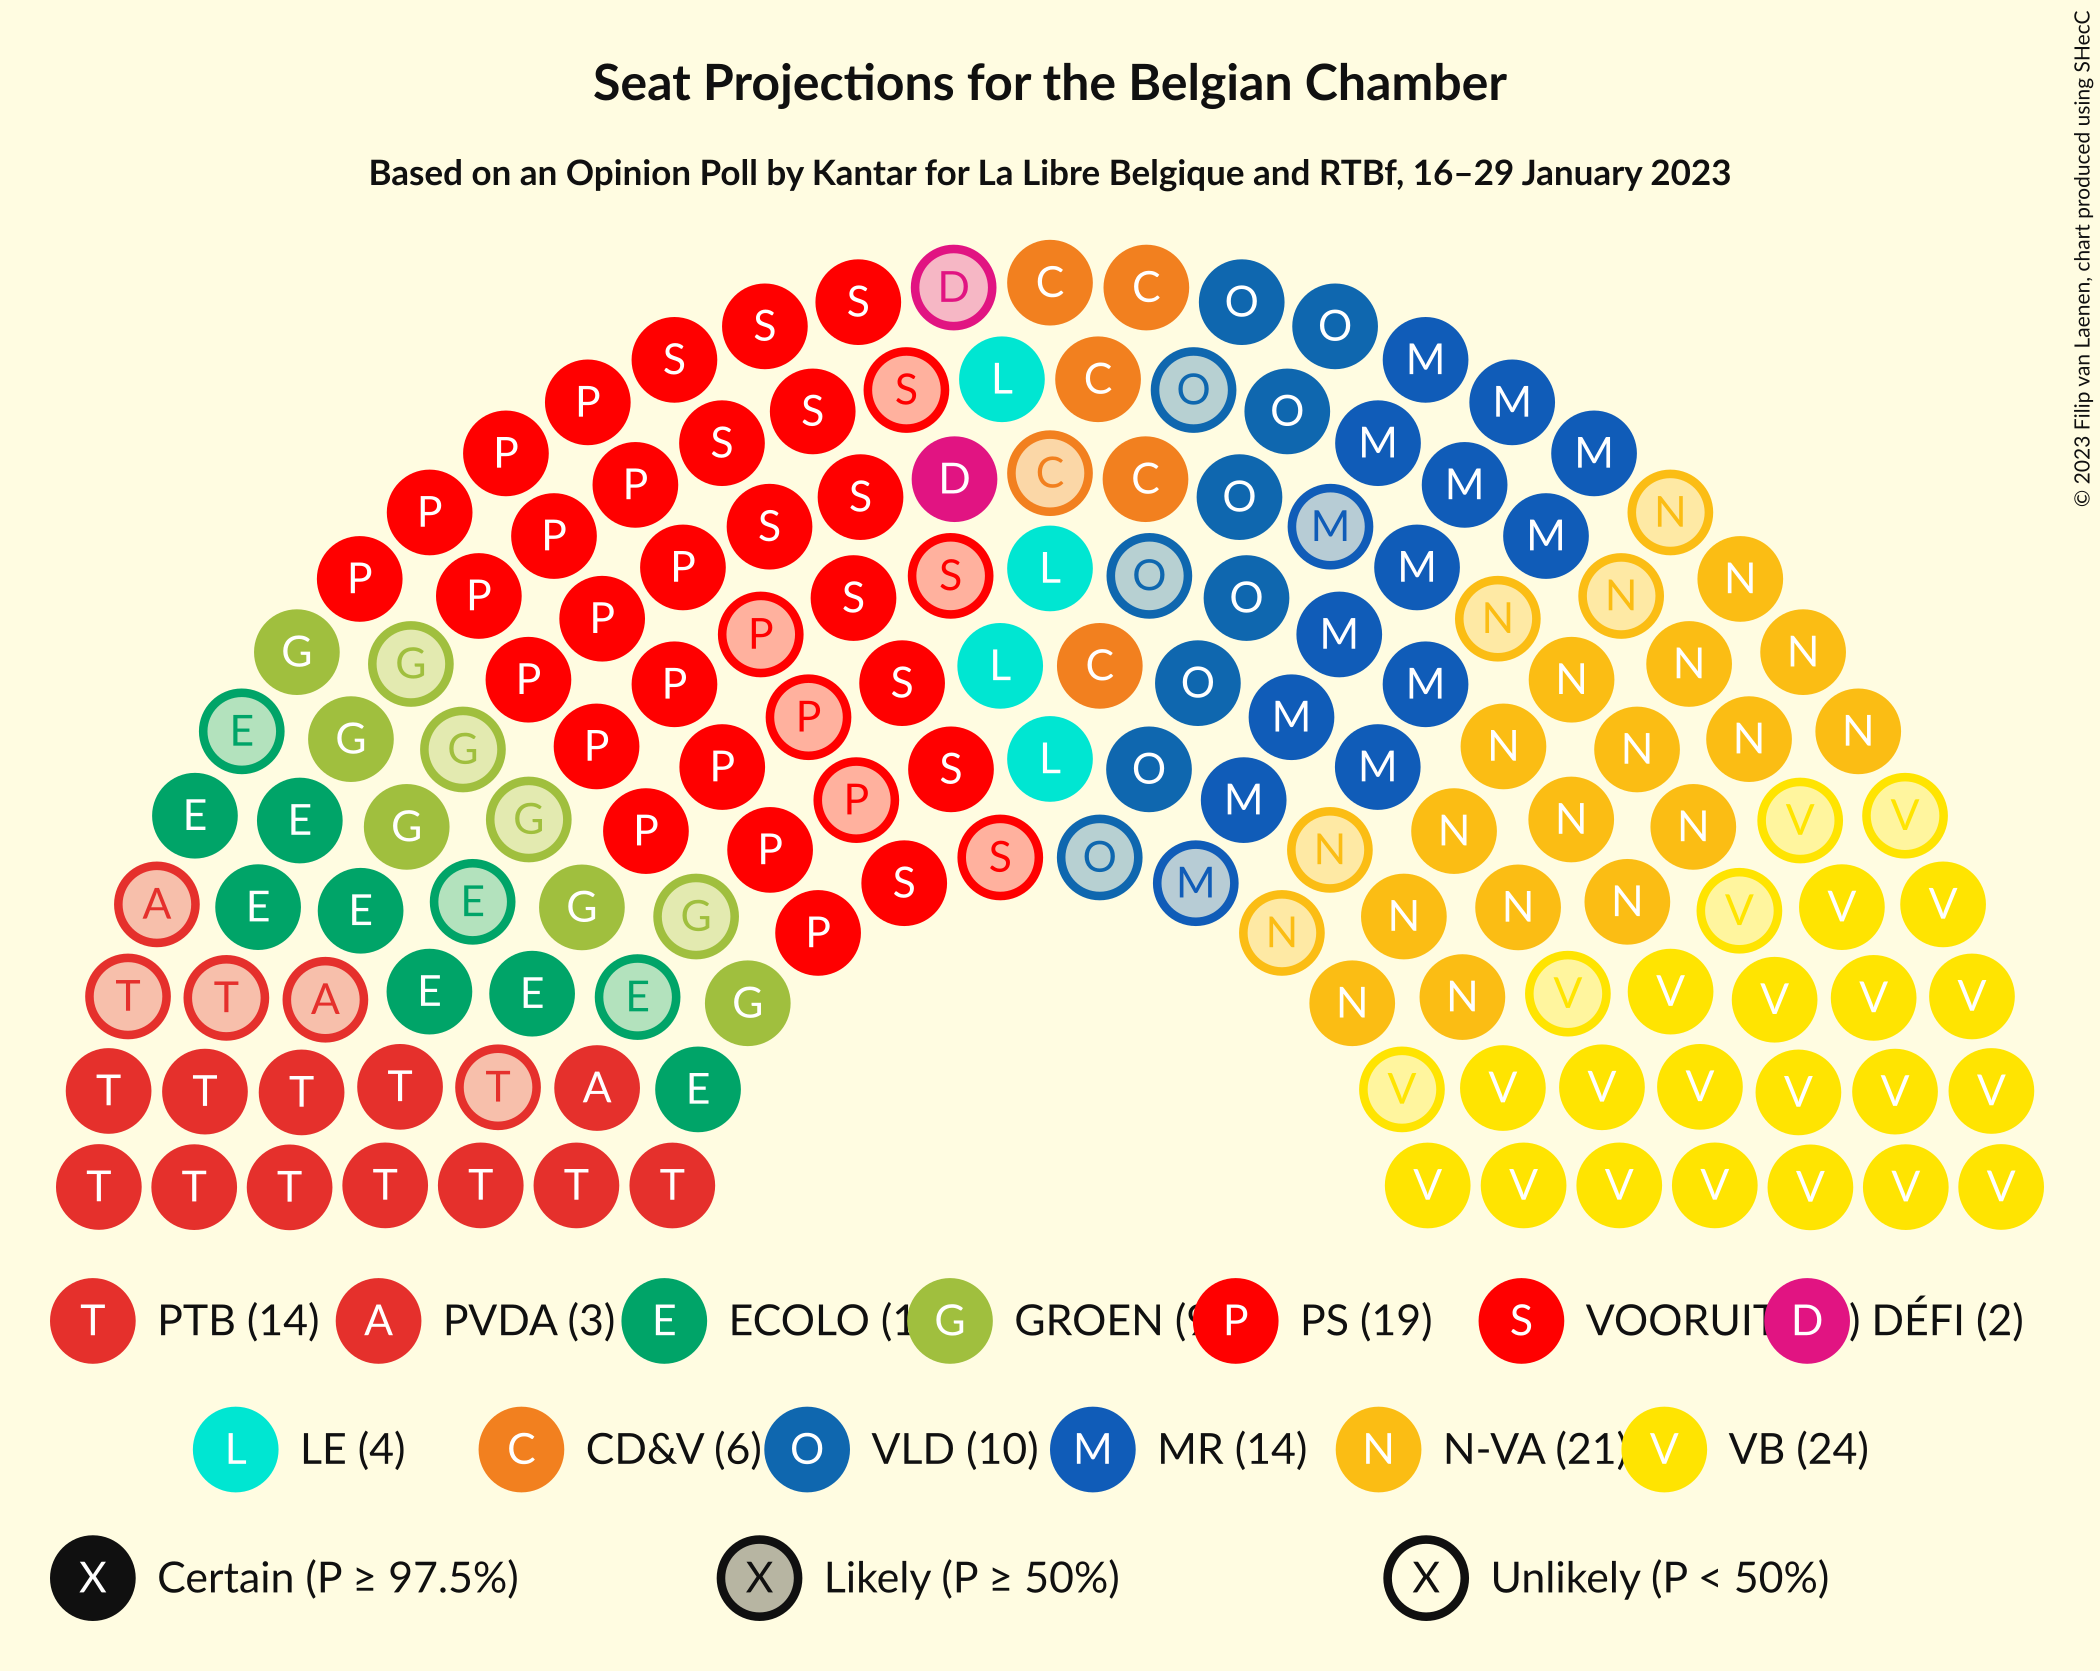 Seat Projections for the Belgian Chamber
Based on an Opinion Poll by Kantar for La Libre Belgique and RTBf, 16–29 January 2023
© 2023 Filip van Laenen, chart produced using SHecC
S D C C O
S S O M
P S S L C O O M
P P S S D C C O M M M
P P S S S L O O M M M N
P P P P S L C O M M N N N
G G P P P P S L O M M N N N N
E G G P P P S S O M M N N N N N
E E G G P P S M N N N N V V
A E E E G G P N N N N V V V
T T A E E E G N N V V V V V
T T T T T A E V V V V V V V
T T T T T T T V V V V V V V
T PTB (14) A PVDA (3) E ECOLO (1 G GROEN ( P PS (19) S VOORUIT D ) DÉFI (2)
L LE (4) C CD&V (6) O VLD (10) M MR (14) N N-VA (21) V VB (24)
X Certain (P ≥ 97.5%) X Likely (P ≥ 50%) X Unlikely (P < 50%)